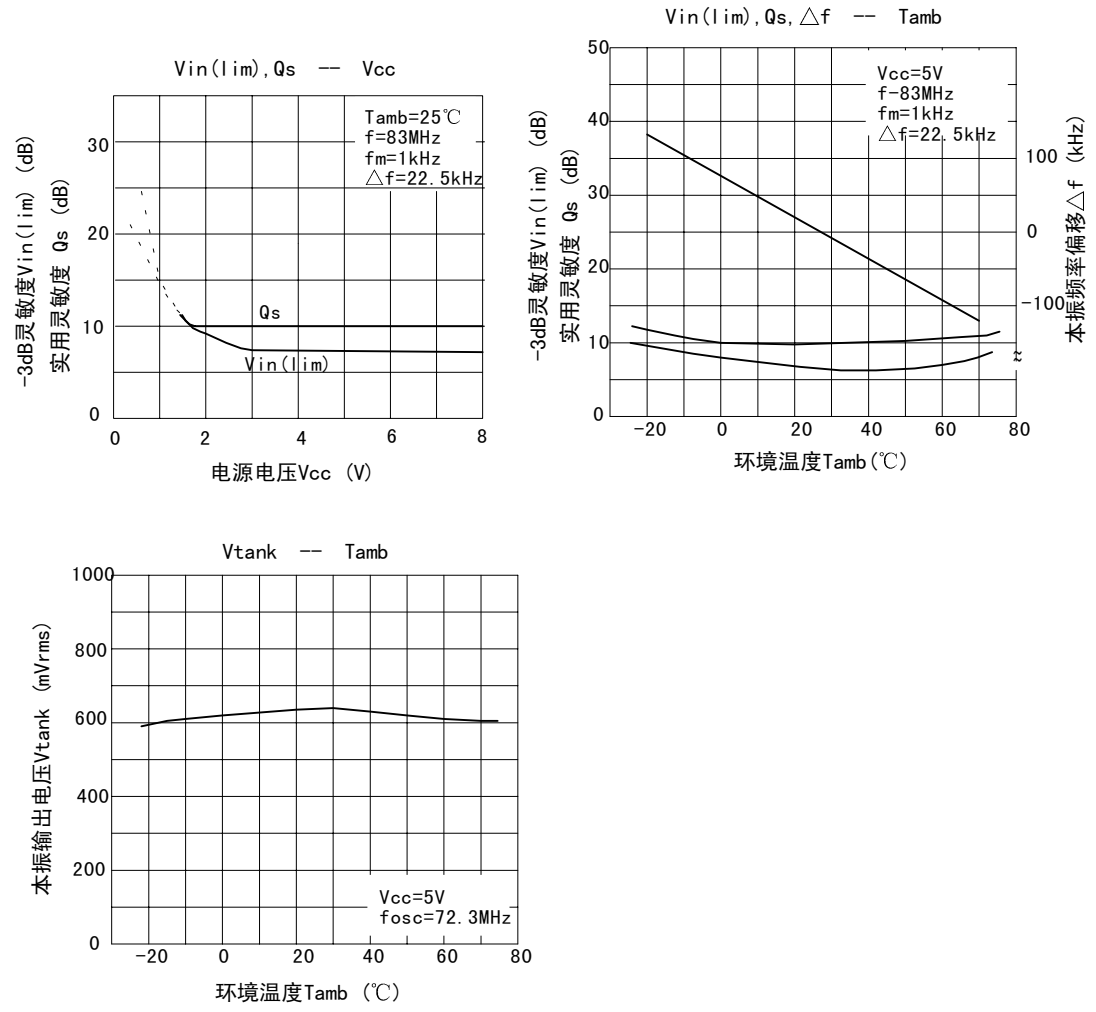 Vin(lim),Qs — Vcc
-3dB灵敏度Vin(lim) (dB)
实用灵敏度 Qs (dB)
30
20
10
0
Tamb=25℃
f=83MHz
fm=1kHz
△f=22.5kHz
Qs
Vin(lim)
0 2 4 6 8
电源电压Vcc (V)
Vin(lim),Qs,△f — Tamb
-3dB灵敏度Vin(lim) (dB)
实用灵敏度 Qs (dB)
50
40
30
20
10
0
Vcc=5V
f-83MHz
fm=1kHz
△f=22.5kHz
100
0
-100
≈
本振频率偏移△f (kHz)
-20 0 20 40 60 80
环境温度Tamb(℃)
Vtank — Tamb
本振输出电压Vtank (mVrms)
1000
800
600
400
200
0
Vcc=5V
fosc=72.3MHz
-20 0 20 40 60 80
环境温度Tamb (℃)